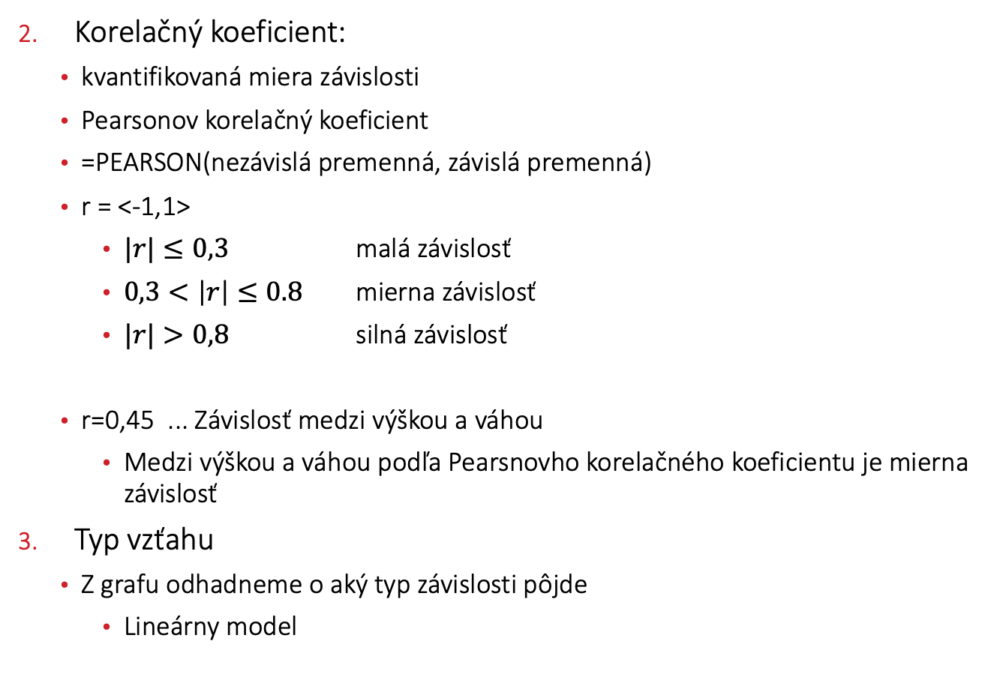 2. Korelačný koeficient:
• kvantifikovaná miera závislosti
• Pearsonov korelačný koeficient
• =PEARSON(nezávislá premenná, závislá premenná)
• r = <-1,1>
• |r| ≤ 0,3 malá závislosť
• 0,3 < |r| ≤ 0.8 mierna závislosť
• |r| > 0,8 silná závislosť
• r=0,45 ... Závislosť medzi výškou a váhou
• Medzi výškou a váhou podľa Pearsnovho korelačného koeficientu je mierna
závislosť
3. Typ vzťahu
• Z grafu odhadneme o aký typ závislosti pôjde
• Lineárny model